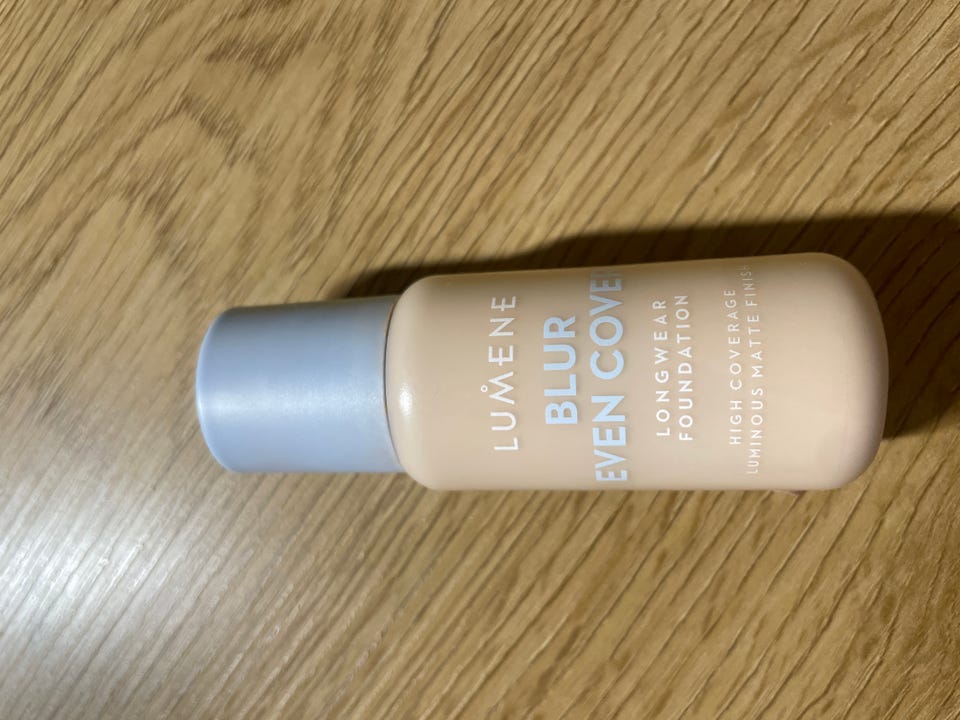 LUMENE
BLUR
EVEN COVER
LONGWEAR
FOUNDATION
HIGH COVERAGE
LUMINOUS MATTE FINISH